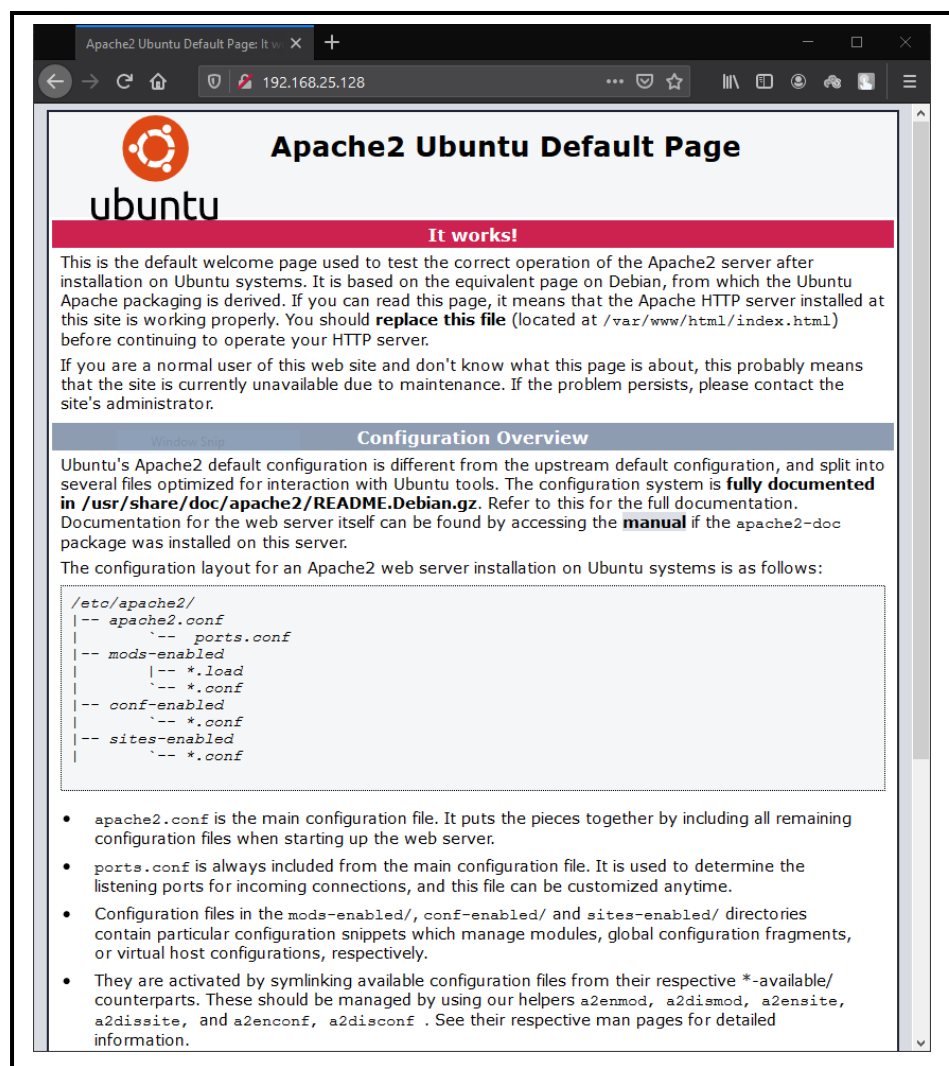 Apache2 Ubuntu Default Page: It w
192.168.25.128
Apache2 Ubuntu Default Page
ubuntu
It works!
This is the default welcome page used to test the correct operation of the Apache2 server after
installation on Ubuntu systems. It is based on the equivalent page on Debian, from which the Ubuntu
Apache packaging is derived. If you can read this page, it means that the Apache HTTP server installed at
this site is working properly. You should replace this file (located at /var/www/html/index.html)
before continuing to operate your HTTP server.
If you are a normal user of this web site and don't know what this page is about, this probably means
that the site is currently unavailable due to maintenance. If the problem persists, please contact the
site's administrator.
Window Snip
Configuration Overview
Ubuntu's Apache2 default configuration is different from the upstream default configuration, and split into
several files optimized for interaction with Ubuntu tools. The configuration system is fully documented
in /usr/share/doc/apache2/README.Debian.gz. Refer to this for the full documentation.
Documentation for the web server itself can be found by accessing the manual if the apache2-doc
package was installed on this server.
The configuration layout for an Apache2 web server installation on Ubuntu systems is as follows:
/etc/apache2/
|-- apache2.conf
|       `--  ports.conf
|-- mods-enabled
|       |-- *.load
|       `-- *.conf
|-- conf-enabled
|       `-- *.conf
|-- sites-enabled
|       `-- *.conf
• apache2.conf is the main configuration file. It puts the pieces together by including all remaining
configuration files when starting up the web server.
• ports.conf is always included from the main configuration file. It is used to determine the
listening ports for incoming connections, and this file can be customized anytime.
• Configuration files in the mods-enabled/, conf-enabled/ and sites-enabled/ directories
contain particular configuration snippets which manage modules, global configuration fragments,
or virtual host configurations, respectively.
• They are activated by symlinking available configuration files from their respective *-available/
counterparts. These should be managed by using our helpers a2enmod, a2dismod, a2ensite,
a2dissite, and a2enconf, a2disconf . See their respective man pages for detailed
information.